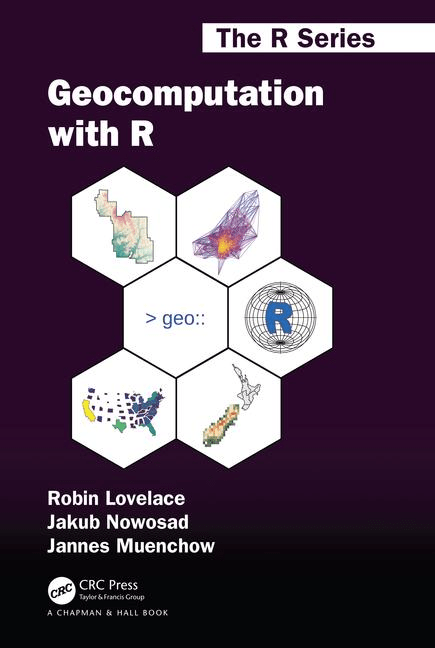 The R Series
Geocomputation
with R
> geo::
R
Robin Lovelace
Jakub Nowosad
Jannes Muenchow
CRC
CRC Press
Taylor & Francis Group
A CHAPMAN & HALL BOOK